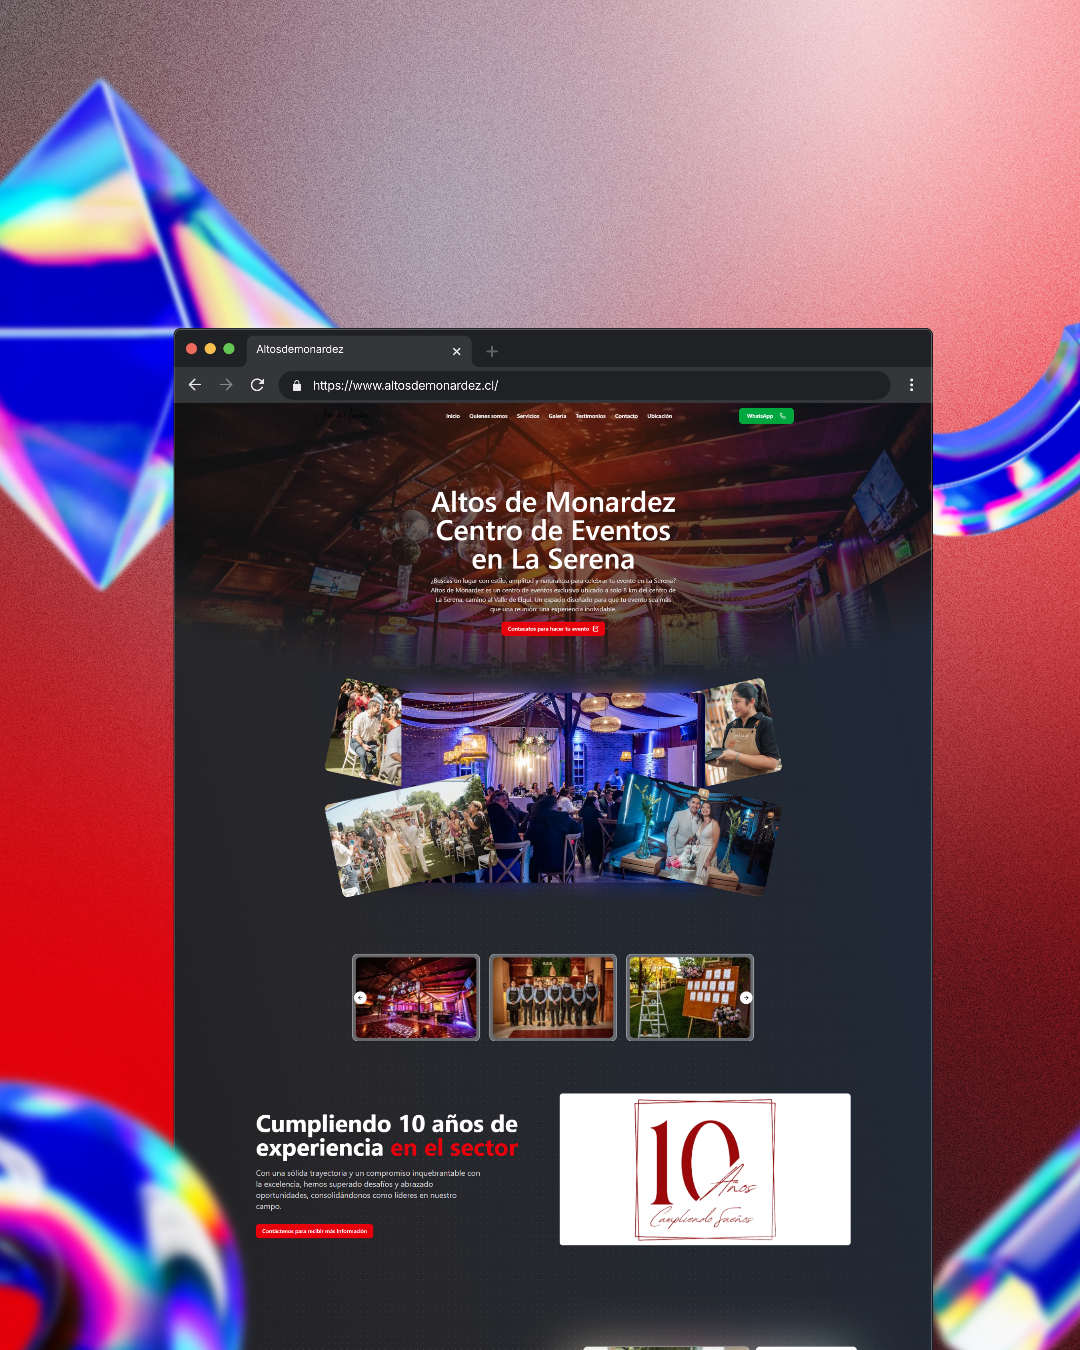 Altosdemonardez
https://www.altosdemonardez.cl/
Inicio Quienes somos Servicios Galeria Testimonios Contacto Ubicación
WhatsApp
Altos de Monardez
Centro de Eventos
en La Serena
¿Buscas un lugar con estilo, amplitud y naturaleza para celebrar tu evento en La Serena?
Altos de Monardez es un centro de eventos exclusivo ubicado a solo 8 km del centro de
La Serena, camino al Valle de Elqui. Un espacio diseñado para que tu evento sea más
que una reunión: una experiencia inolvidable.
Contacatos para hacer tu evento
Cumpliendo 10 años de
experiencia en el sector
Con una sólida trayectoria y un compromiso inquebrantable con
la excelencia, hemos superado desafíos y abrazado
oportunidades, consolidándonos como líderes en nuestro
campo.
Contáctenos para recibir más información
10
Años
Cumpliendo Sueños